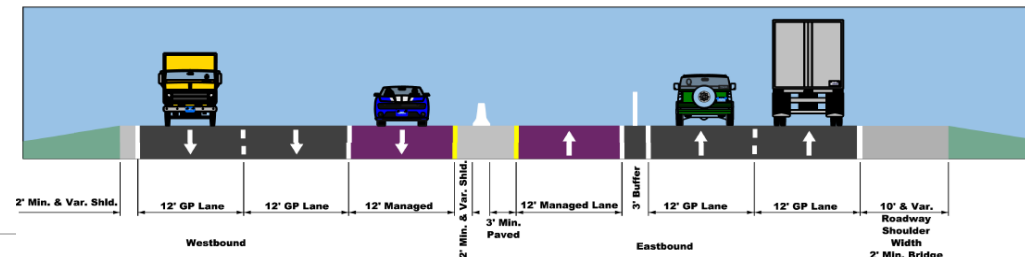 2' Min. & Var. Shld.
12' GP Lane
12' GP Lane
12' Managed
2' Min. & Var. Shld.
3' Min.
Paved
12' Managed Lane
3' Buffer
12' GP Lane
12' GP Lane
10' & Var.
Roadway
Shoulder
Width
2' Min. Bridge
Westbound
Eastbound